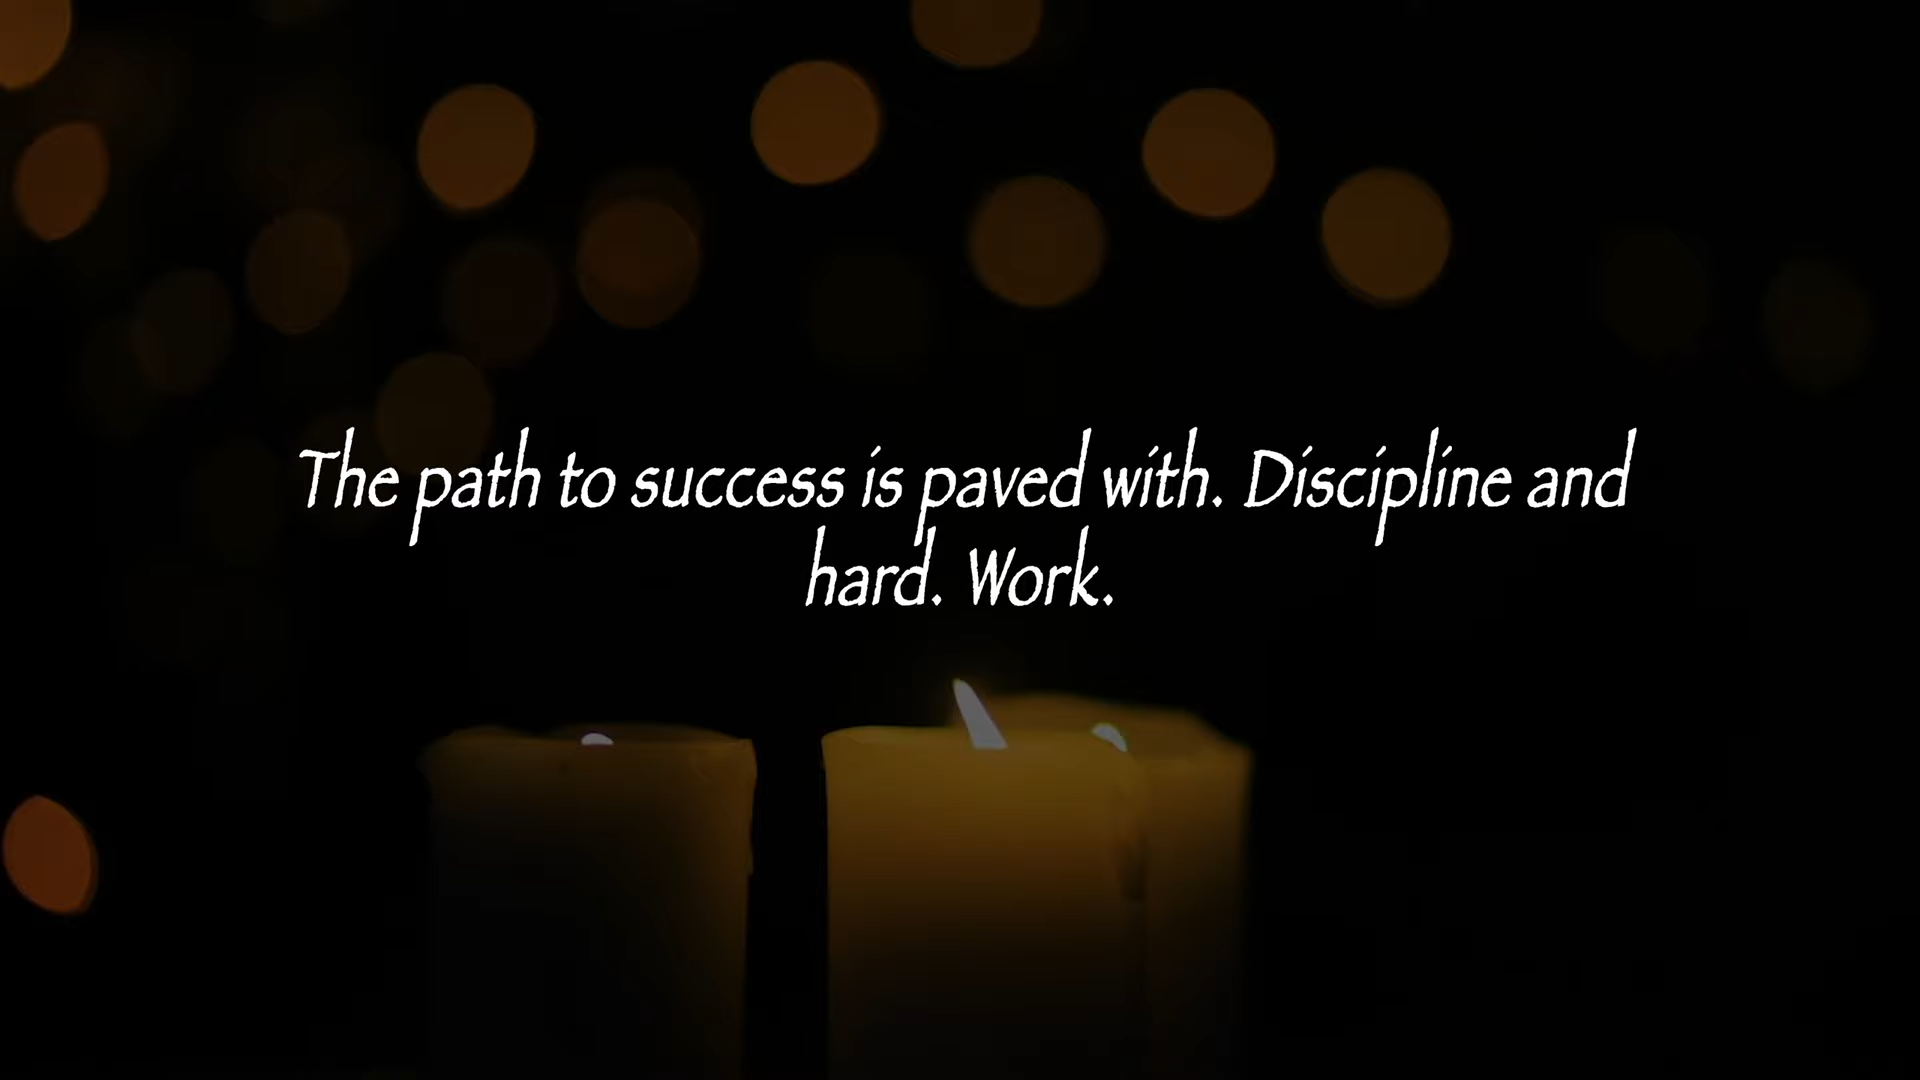 The path to success is paved with. Discipline and
hard. Work.